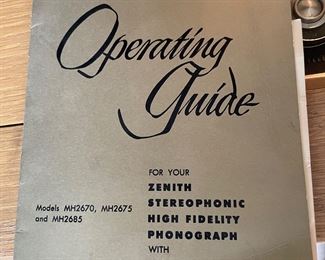 Operating
Guide
FOR YOUR
ZENITH
STEREOPHONIC
HIGH FIDELITY
PHONOGRAPH
WITH
Models MH2670, MH2675
and MH2685